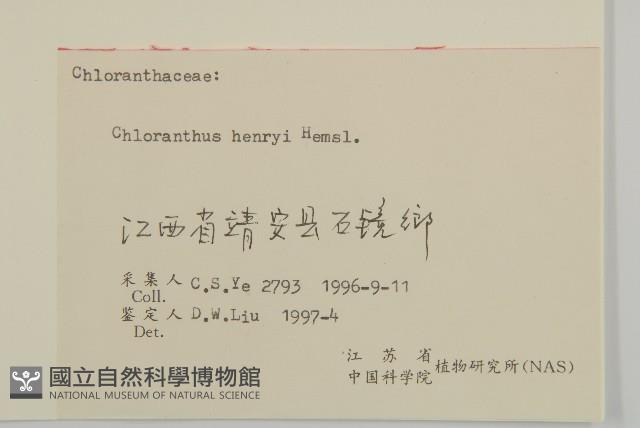 Chloranthaceae:
Chloranthus henryi Hemsl.
江西省靖安县石镜鄉
采集人 C.S.Ye 2793 1996-9-11
Coll.
鉴定人 D.W.Liu 1997-4
Det.
江苏省
中国科学院 植物研究所(NAS)
國立自然科學博物館
NATIONAL MUSEUM OF NATURAL SCIENCE